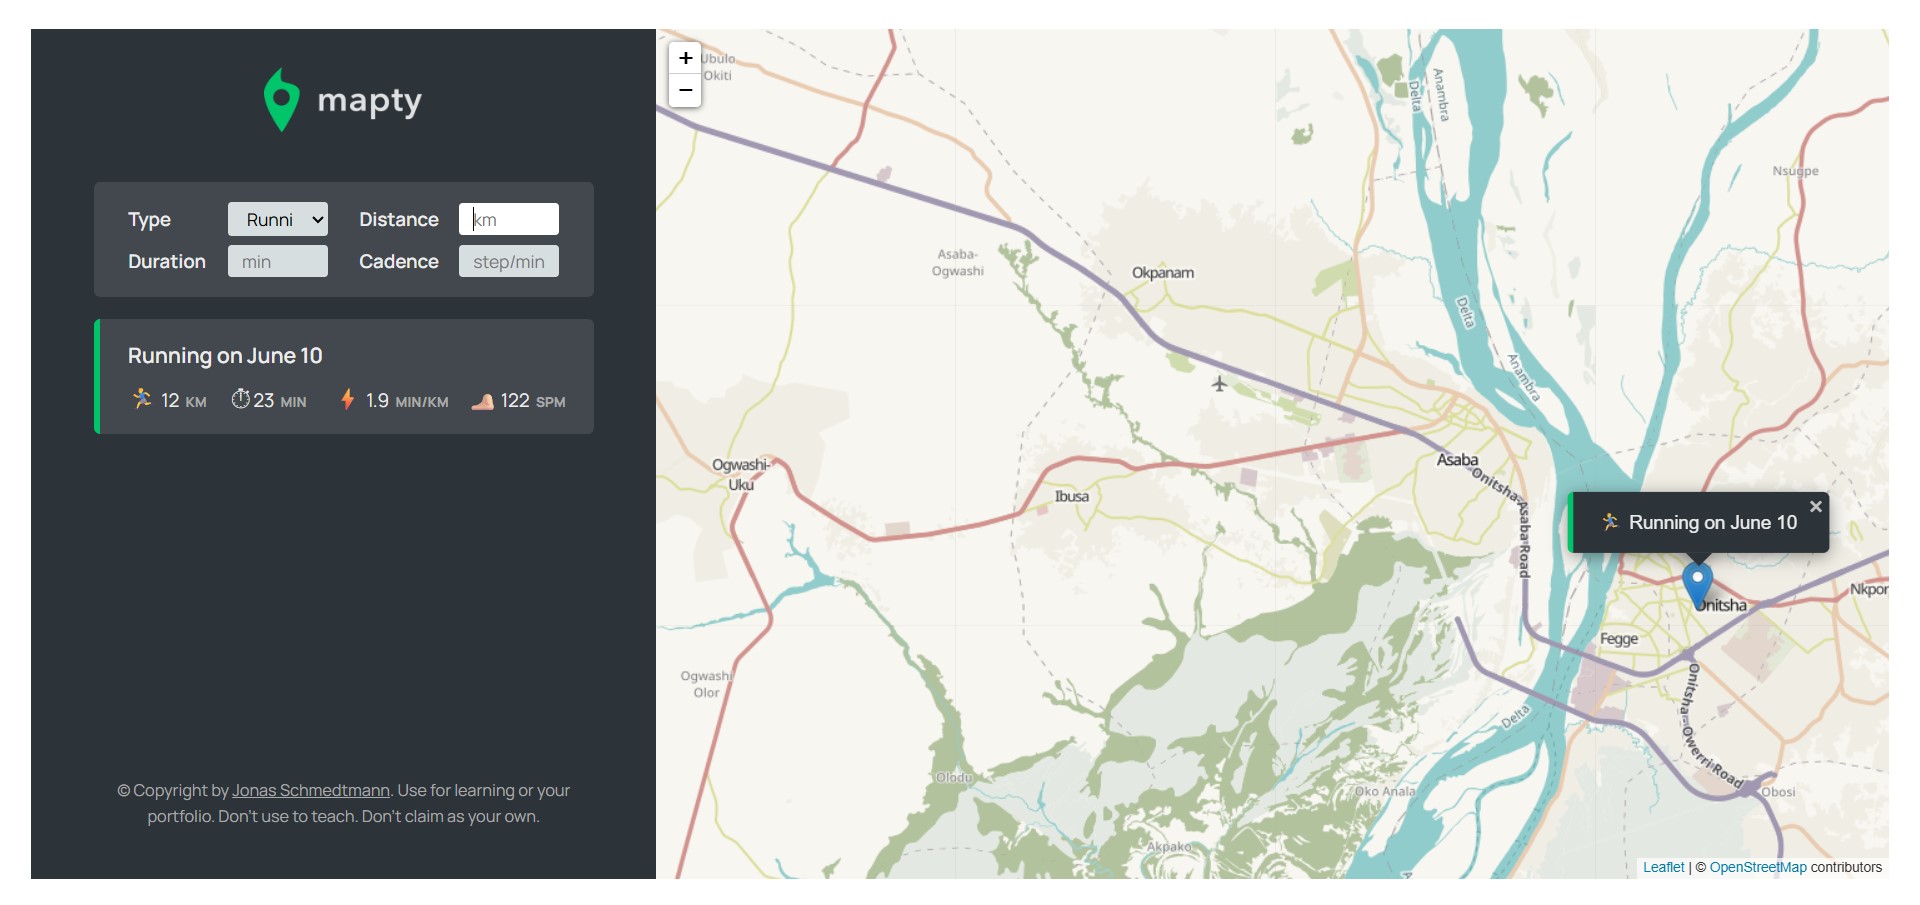 mapty
Type Runni Distance km
Duration min Cadence step/min
Running on June 10
12 KM 23 MIN 1.9 MIN/KM 122 SPM
© Copyright by Jonas Schmedtmann. Use for learning or your
portfolio. Don't use to teach. Don't claim as your own.
+
−
Ubulo
Okiti
Delta
Anambra
Nsugpe
Asaba-
Ogwashi
Okpanam
Delta
Anambra
Ogwashi-
Uku
Ibusa
Asaba
Onitsha-Asaba Road
Running on June 10 ×
Onitsha
Nkpor
Fegge
Ogwashi
Olor
Onitsha-Owerri Road
Delta
Olodu
Oko Anala
Obosi
Akpako
Leaflet | © OpenStreetMap contributors